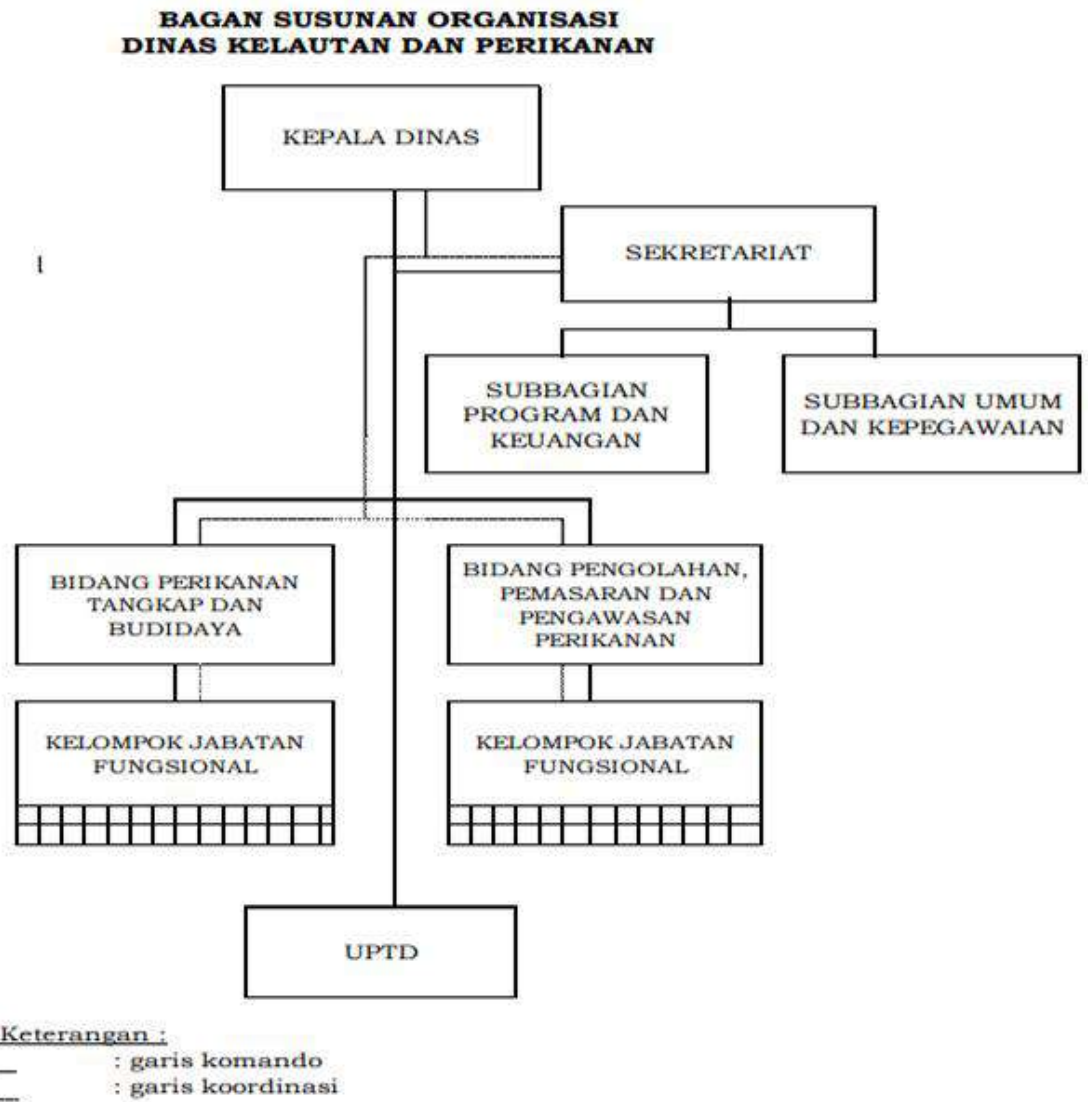 BAGAN SUSUNAN ORGANISASI
DINAS KELAUTAN DAN PERIKANAN
KEPALA DINAS
SEKRETARIAT
l
SUBBAGIAN
PROGRAM DAN
KEUANGAN
SUBBAGIAN UMUM
DAN KEPEGAWAIAN
BIDANG PERIKANAN
TANGKAP DAN
BUDIDAYA
BIDANG PENGOLAHAN,
PEMASARAN DAN
PENGAWASAN
PERIKANAN
KELOMPOK JABATAN
FUNGSIONAL
KELOMPOK JABATAN
FUNGSIONAL
UPTD
Keterangan :
: garis komando
: garis koordinasi